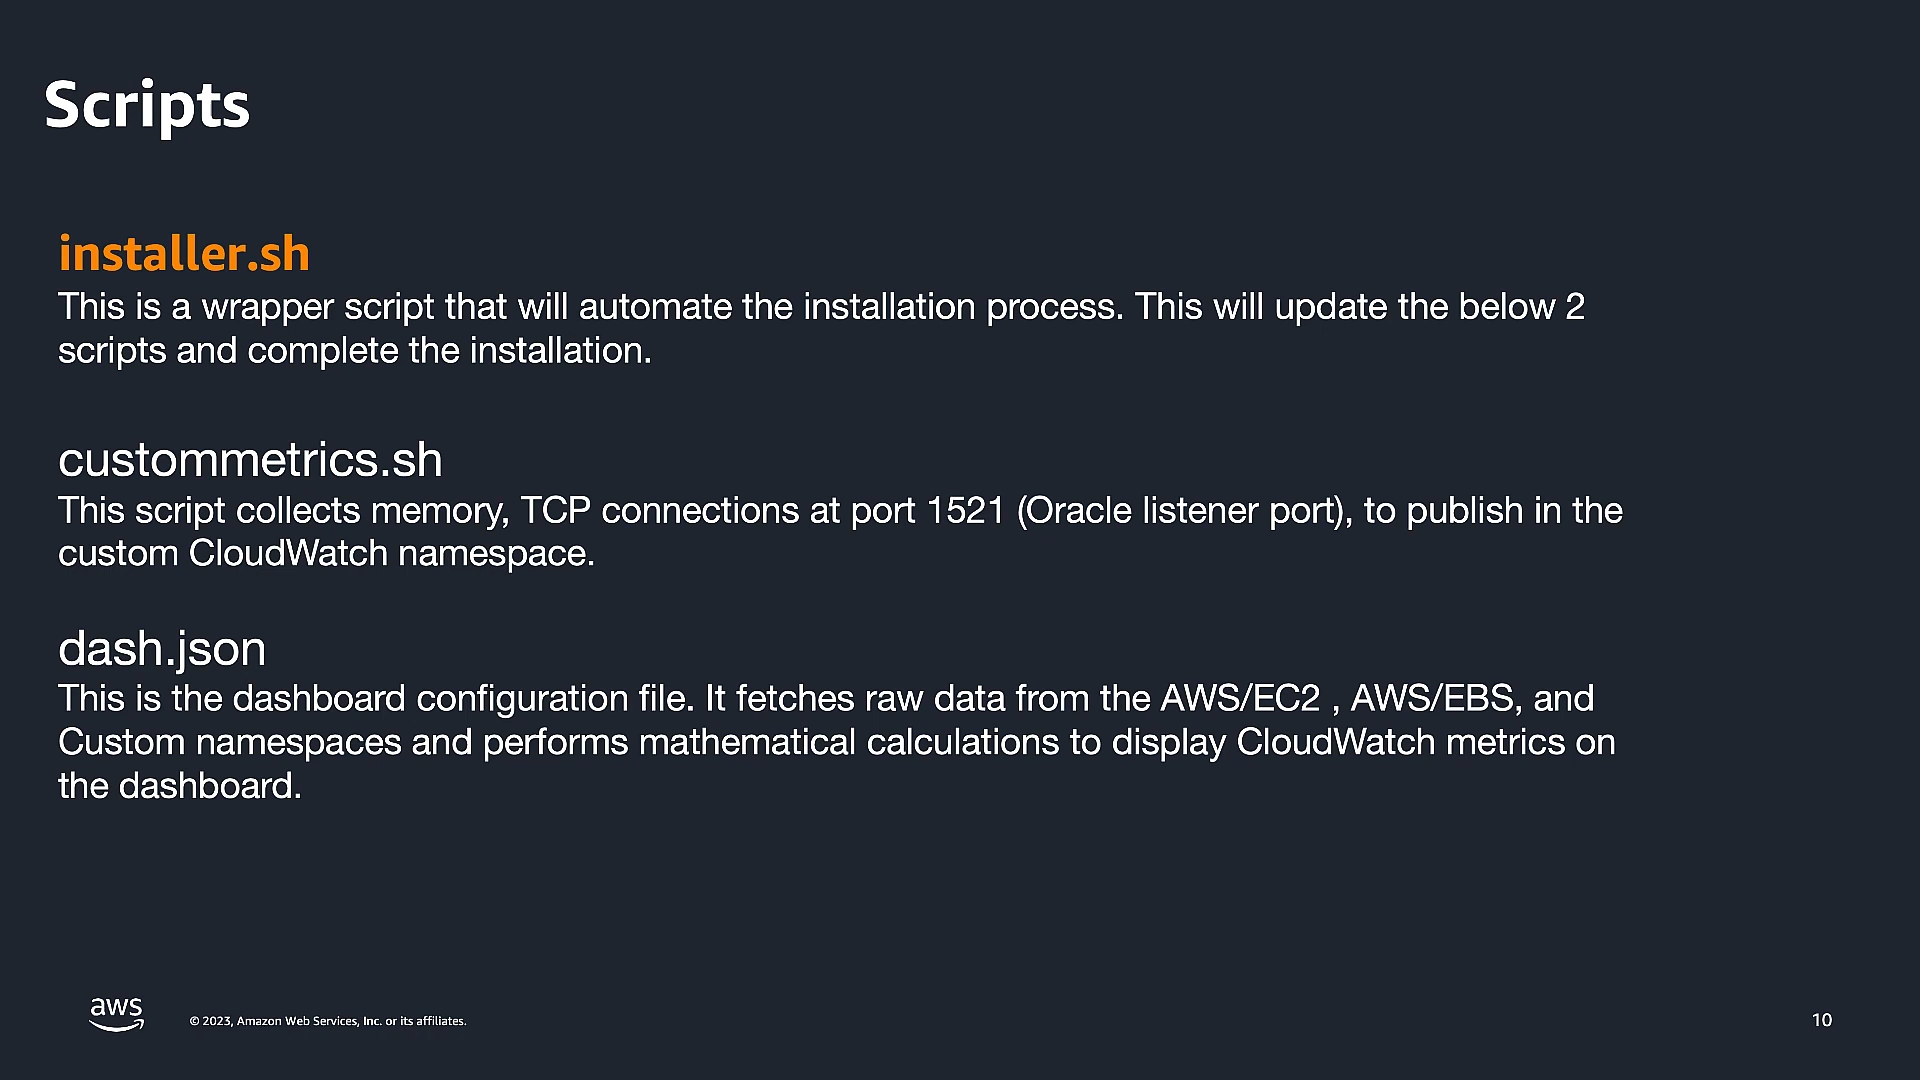 Scripts
installer.sh
This is a wrapper script that will automate the installation process. This will update the below 2
scripts and complete the installation.
custommetrics.sh
This script collects memory, TCP connections at port 1521 (Oracle listener port), to publish in the
custom CloudWatch namespace.
dash.json
This is the dashboard configuration file. It fetches raw data from the AWS/EC2 , AWS/EBS, and
Custom namespaces and performs mathematical calculations to display CloudWatch metrics on
the dashboard.
aws
© 2023, Amazon Web Services, Inc. or its affiliates.
10